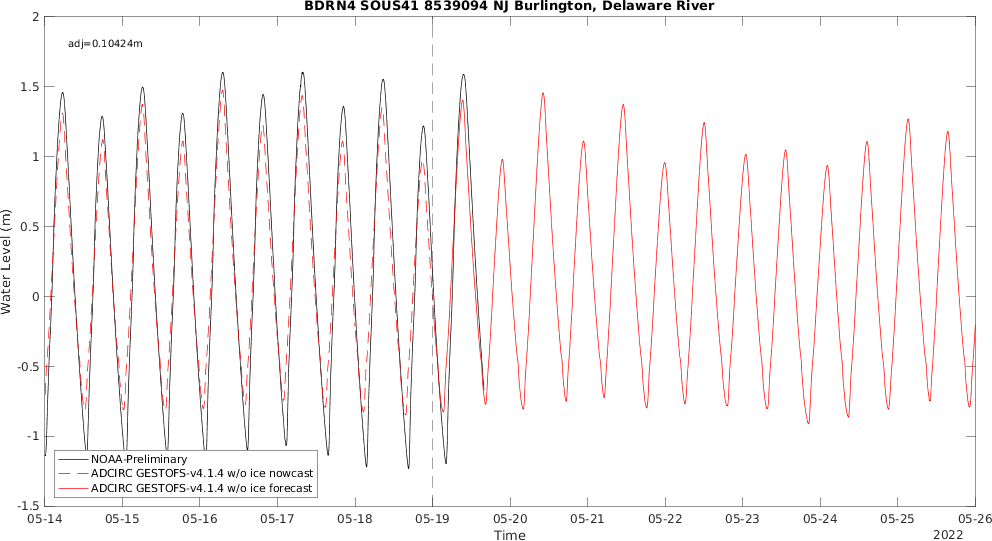 BDRN4 SOUS41 8539094 NJ Burlington, Delaware River
adj=0.10424m
Water Level (m)
2
1.5
1
0.5
0
-0.5
-1
-1.5
NOAA-Preliminary
ADCIRC GESTOFS-v4.1.4 w/o ice nowcast
ADCIRC GESTOFS-v4.1.4 w/o ice forecast
05-14 05-15 05-16 05-17 05-18 05-19 05-20 05-21 05-22 05-23 05-24 05-25 05-26
Time
2022